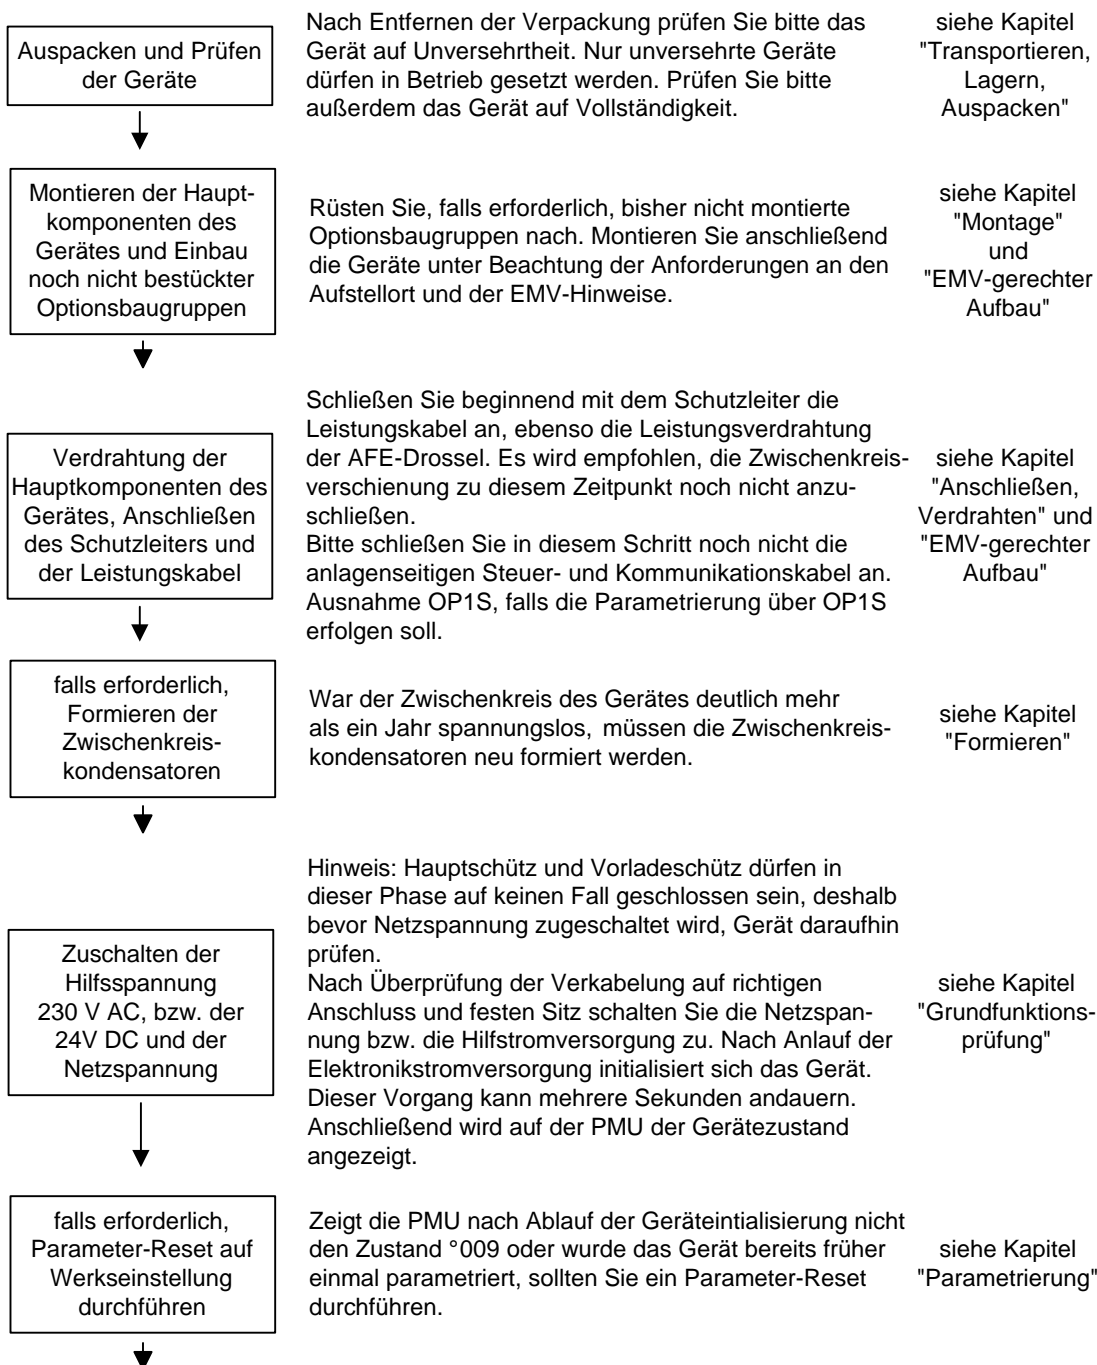 Auspacken und Prüfen
der Geräte
Nach Entfernen der Verpackung prüfen Sie bitte das
Gerät auf Unversehrtheit. Nur unversehrte Geräte
dürfen in Betrieb gesetzt werden. Prüfen Sie bitte
außerdem das Gerät auf Vollständigkeit.
siehe Kapitel
"Transportieren,
Lagern,
Auspacken"
Montieren der Haupt-
komponenten des
Gerätes und Einbau
noch nicht bestückter
Optionsbaugruppen
Rüsten Sie, falls erforderlich, bisher nicht montierte
Optionsbaugruppen nach. Montieren Sie anschließend
die Geräte unter Beachtung der Anforderungen an den
Aufstellort und der EMV-Hinweise.
siehe Kapitel
"Montage"
und
"EMV-gerechter
Aufbau"
Verdrahtung der
Hauptkomponenten des
Gerätes, Anschließen
des Schutzleiters und
der Leistungskabel
Schließen Sie beginnend mit dem Schutzleiter die
Leistungskabel an, ebenso die Leistungsverdrahtung
der AFE-Drossel. Es wird empfohlen, die Zwischenkreis-
verschienung zu diesem Zeitpunkt noch nicht anzu-
schließen.
Bitte schließen Sie in diesem Schritt noch nicht die
anlagenseitigen Steuer- und Kommunikationskabel an.
Ausnahme OP1S, falls die Parametrierung über OP1S
erfolgen soll.
siehe Kapitel
"Anschließen,
Verdrahten" und
"EMV-gerechter
Aufbau"
falls erforderlich,
Formieren der
Zwischenkreis-
kondensatoren
War der Zwischenkreis des Gerätes deutlich mehr
als ein Jahr spannungslos, müssen die Zwischenkreis-
kondensatoren neu formiert werden.
siehe Kapitel
"Formieren"
Zuschalten der
Hilfsspannung
230 V AC, bzw. der
24V DC und der
Netzspannung
Hinweis: Hauptschütz und Vorladeschütz dürfen in
dieser Phase auf keinen Fall geschlossen sein, deshalb
bevor Netzspannung zugeschaltet wird, Gerät daraufhin
prüfen.
Nach Überprüfung der Verkabelung auf richtigen
Anschluss und festen Sitz schalten Sie die Netzspan-
nung bzw. die Hilfstromversorgung zu. Nach Anlauf der
Elektronikstromversorgung initialisiert sich das Gerät.
Dieser Vorgang kann mehrere Sekunden andauern.
Anschließend wird auf der PMU der Gerätezustand
angezeigt.
siehe Kapitel
"Grundfunktions-
prüfung"
falls erforderlich,
Parameter-Reset auf
Werkseinstellung
durchführen
Zeigt die PMU nach Ablauf der Geräteintialisierung nicht
den Zustand °009 oder wurde das Gerät bereits früher
einmal parametriert, sollten Sie ein Parameter-Reset
durchführen.
siehe Kapitel
"Parametrierung"